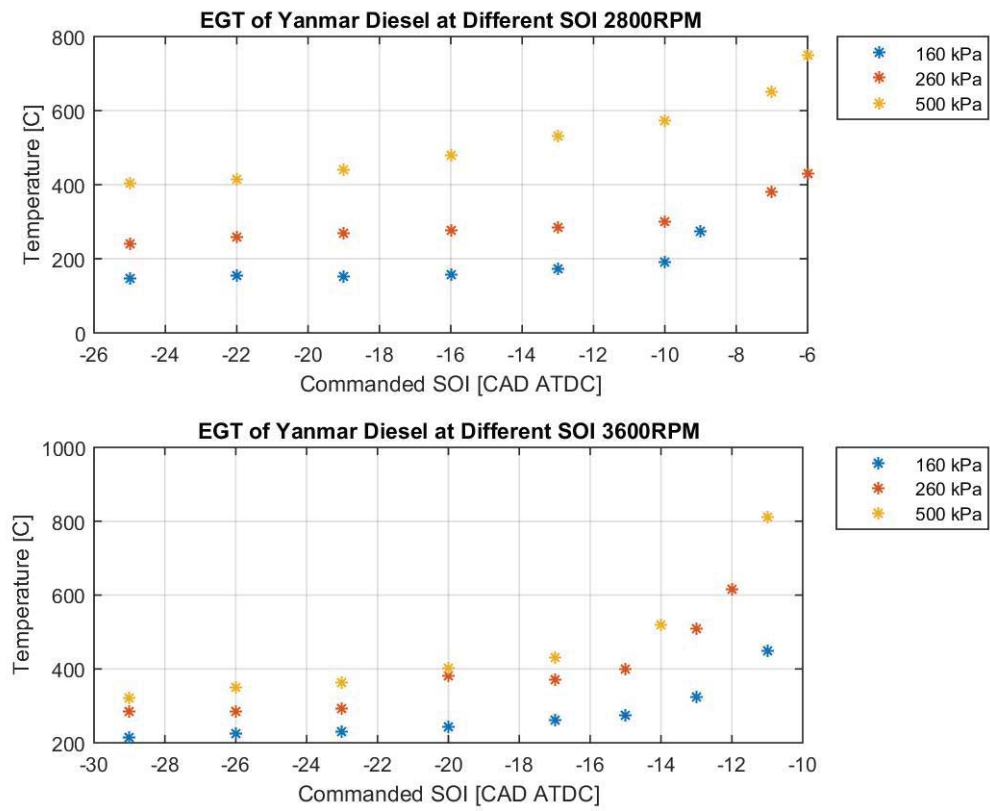 EGT of Yanmar Diesel at Different SOI 2800RPM
800
600
400
200
0
Temperature [C]
-26 -24 -22 -20 -18 -16 -14 -12 -10 -8 -6
Commanded SOI [CAD ATDC]
160 kPa
260 kPa
500 kPa
EGT of Yanmar Diesel at Different SOI 3600RPM
1000
800
600
400
200
Temperature [C]
-30 -28 -26 -24 -22 -20 -18 -16 -14 -12 -10
Commanded SOI [CAD ATDC]
160 kPa
260 kPa
500 kPa